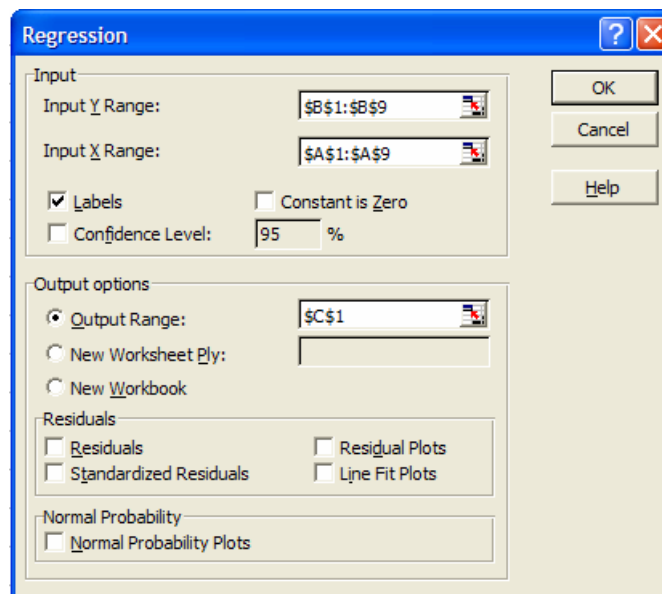 Regression
Input
Input Y Range: $B$1:$B$9
Input X Range: $A$1:$A$9
Labels Constant is Zero
Confidence Level: 95 %
OK
Cancel
Help
Output options
Output Range: $C$1
New Worksheet Ply:
New Workbook
Residuals
Residuals Residual Plots
Standardized Residuals Line Fit Plots
Normal Probability
Normal Probability Plots